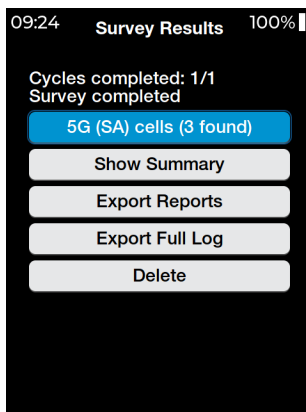 09:24 Survey Results 100%
Cycles completed: 1/1
Survey completed
5G (SA) cells (3 found)
Show Summary
Export Reports
Export Full Log
Delete